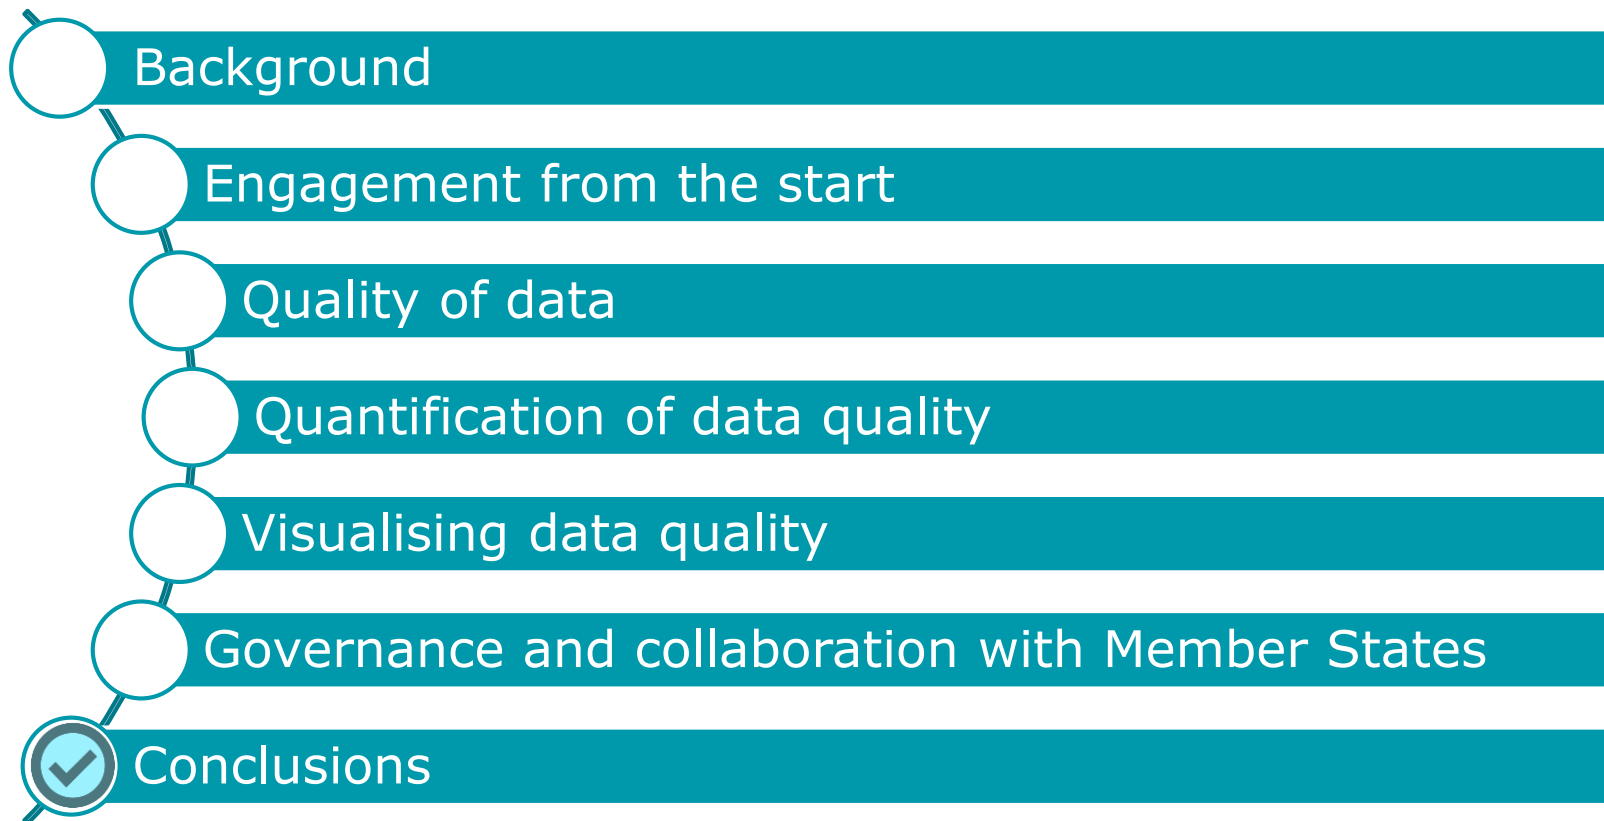 Background
Engagement from the start
Quality of data
Quantification of data quality
Visualising data quality
Governance and collaboration with Member States
Conclusions